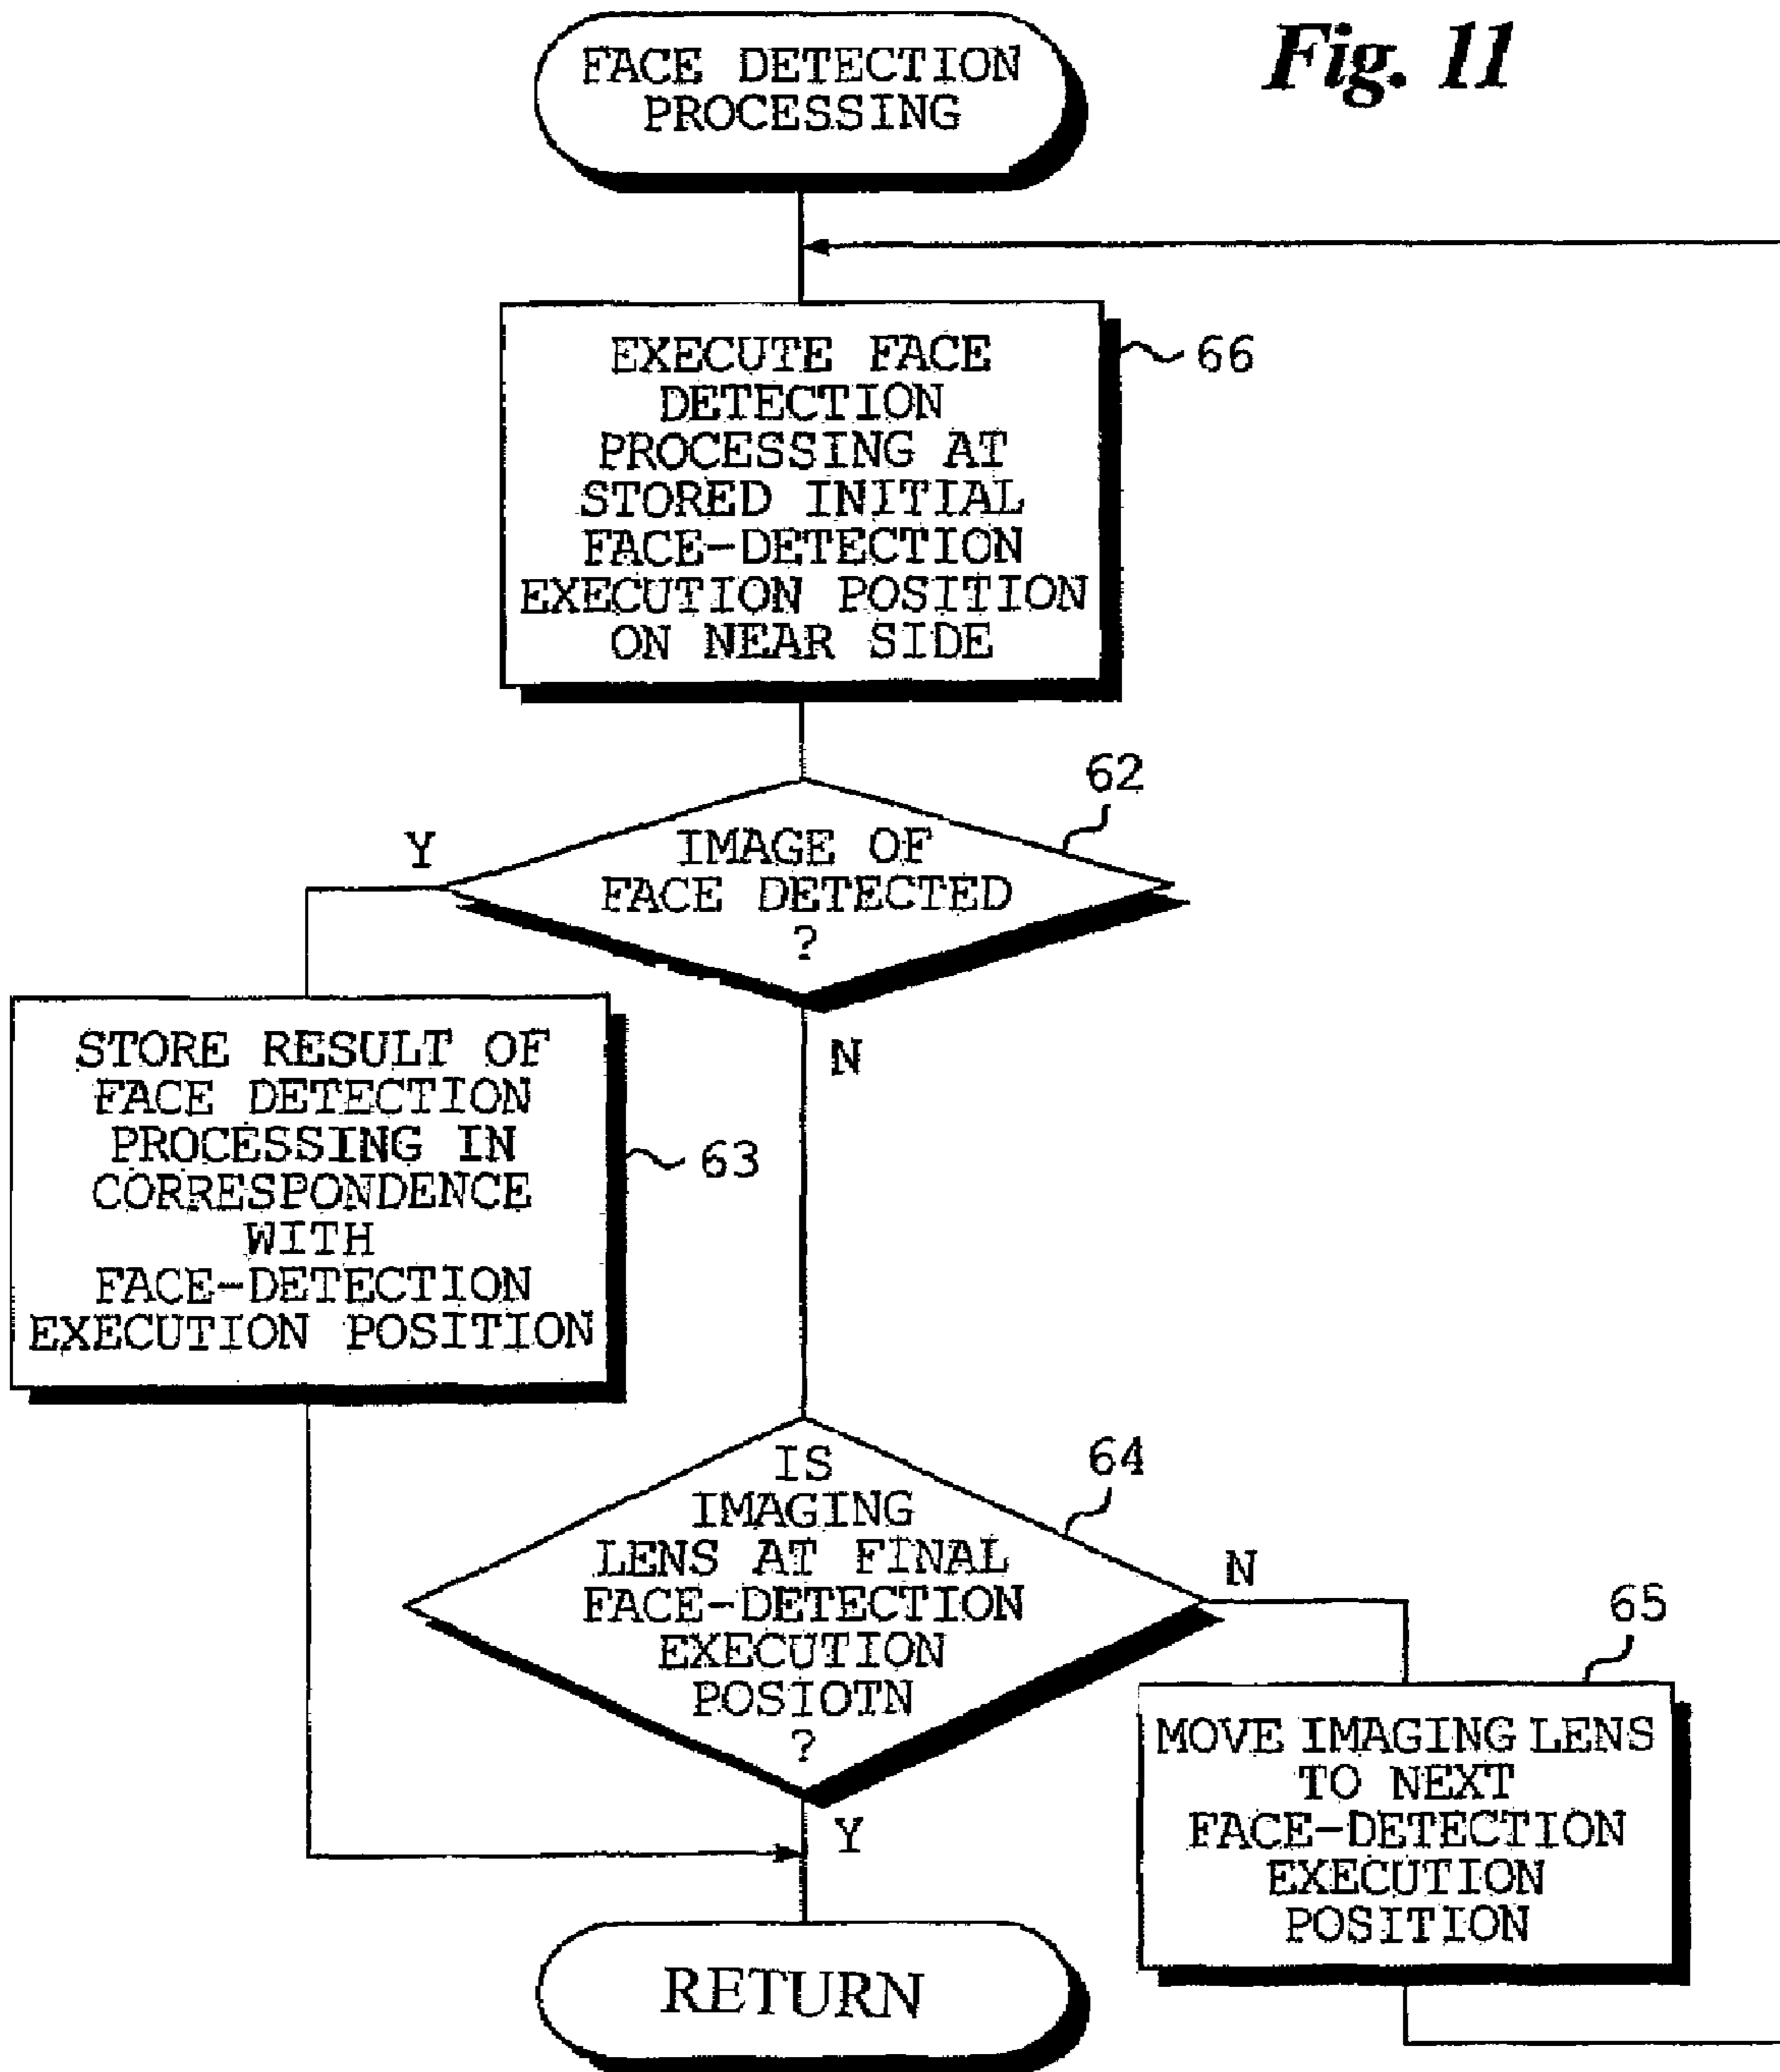 Fig. 11
FACE DETECTION
PROCESSING
EXECUTE FACE
DETECTION
PROCESSING AT
STORED INITIAL
FACE-DETECTION
EXECUTION POSITION
ON NEAR SIDE
66
62
IMAGE OF
FACE DETECTED
?
Y
N
STORE RESULT OF
FACE DETECTION
PROCESSING IN
CORRESPONDENCE
WITH
FACE-DETECTION
EXECUTION POSITION
63
IS
IMAGING
LENS AT FINAL
FACE-DETECTION
EXECUTION
POSIOTN
?
64
N
Y
65
MOVE IMAGING LENS
TO NEXT
FACE-DETECTION
EXECUTION
POSITION
RETURN